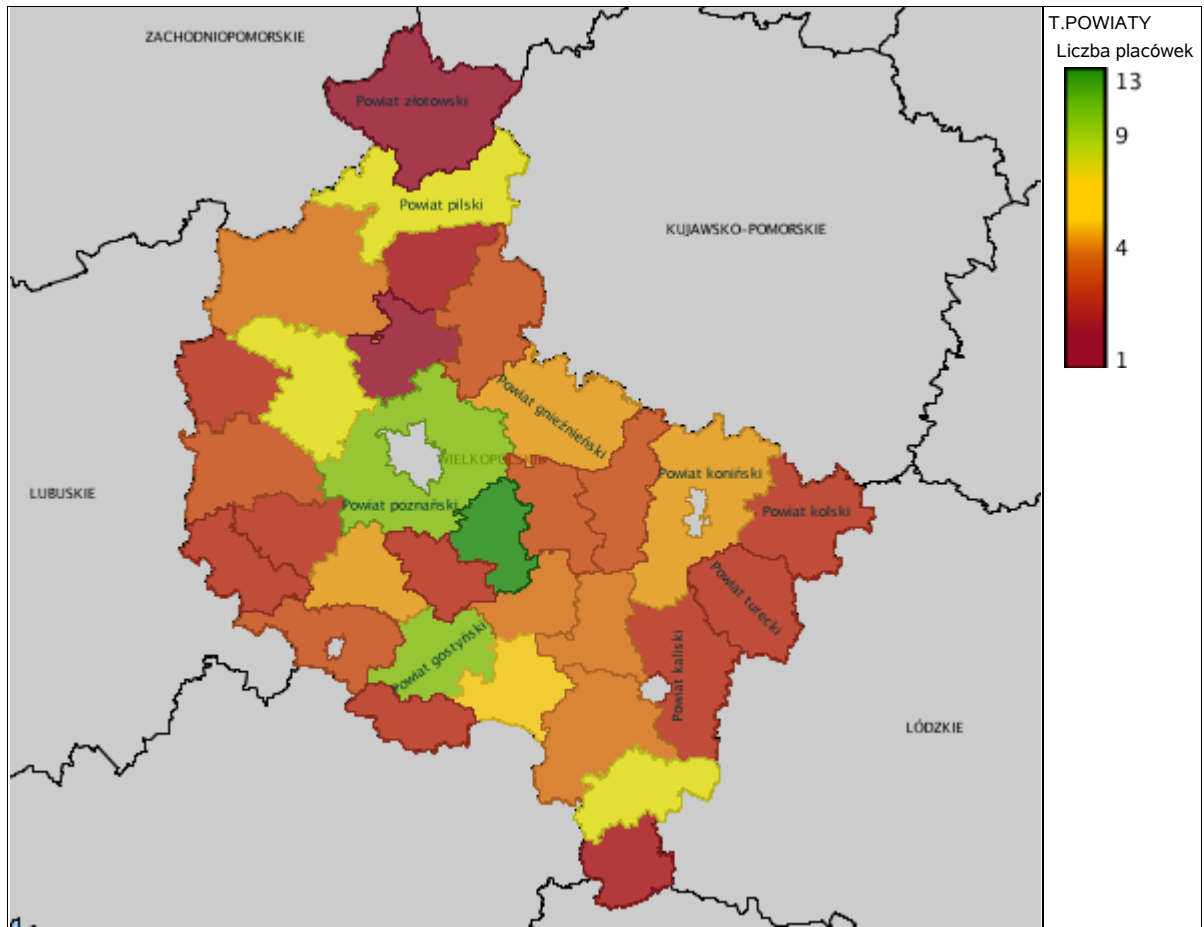 T.POWIATY
Liczba placówek
13
9
4
1
ZACHODNIOPOMORSKIE
Powiat złotowski
Powiat pilski
KUJAWSKO-POMORSKIE
Powiat gnieźnieński
WIELKOPOLSKIE
Powiat koniński
LUBUSKIE
Powiat poznański
Powiat kolski
Powiat turecki
Powiat gostyński
Powiat kaliski
LÓDZKIE